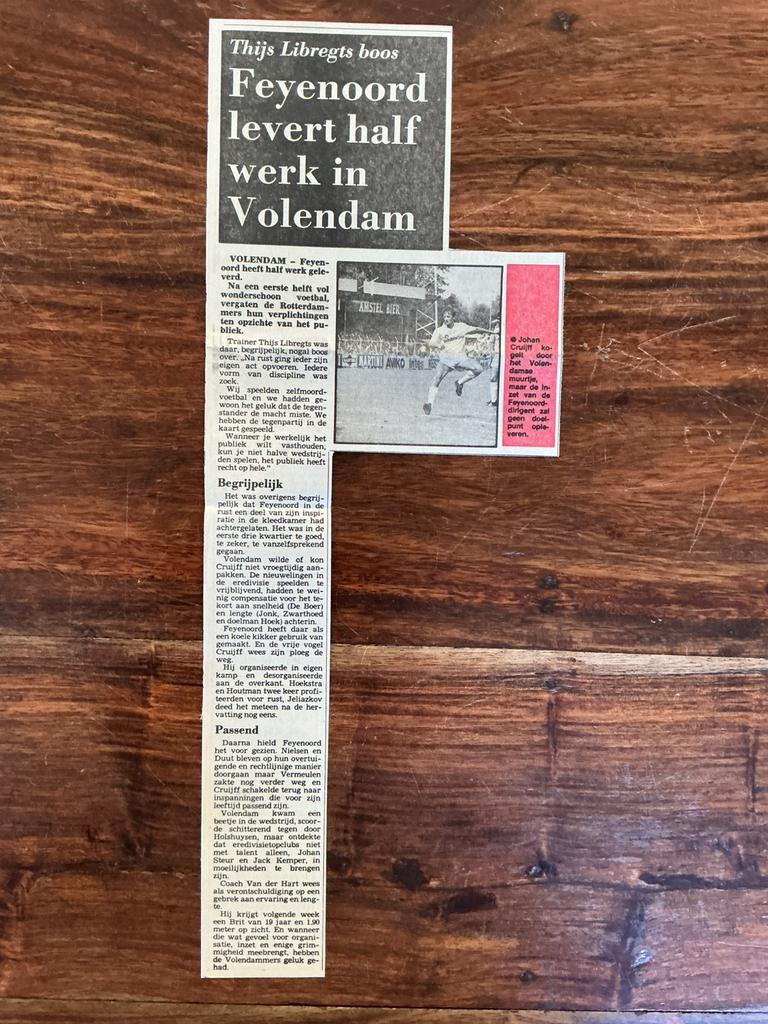 Thijs Libregts boos
Feyenoord
levert half
werk in
Volendam
VOLENDAM – Feyen-
oord heeft half werk gele-
verd.
Na een eerste helft vol
wonderschoon voetbal,
vergaten de Rotterdam-
mers hun verplichtingen
ten opzichte van het pu-
bliek.
Trainer Thijs Libregts was
daar, begrijpelijk, nogal boos
over. „Na rust ging ieder zijn
eigen act opvoeren. Iedere
vorm van discipline was
zoek.
Wij speelden zelfmoord-
voetbal en we hadden ge-
woon het geluk dat de tegen-
stander de macht miste. We
hebben de tegenpartij in de
kaart gespeeld.
Wanneer je werkelijk het
publiek wilt vasthouden,
kun je niet halve wedstrij-
den spelen, het publiek heeft
recht op hele."
Begrijpelijk
Het was overigens begrij-
pelijk dat Feyenoord in de
rust een deel van zijn inspi-
ratie in de kleedkamer had
achtergelaten. Het was in de
eerste drie kwartier te goed,
te zeker, te vanzelfsprekend
gegaan.
Volendam wilde of kon
Cruijff niet vroegtijdig aan-
pakken. De nieuwelingen in
de eredivisie speelden te
vrijblijvend, hadden te wei-
nig compensatie voor het te-
kort aan snelheid (De Boer)
en lengte (Jonk, Zwarthoed
en doelman Hoek) achterin.
Feyenoord heeft daar als
een koele kikker gebruik van
gemaakt. En de vrije vogel
Cruijff wees zijn ploeg de
weg.
Hij organiseerde in eigen
kamp en desorganiseerde
aan de overkant. Hoekstra
en Houtman twee keer profi-
teerden voor rust, Jeliazkov
deed het meteen na de her-
vatting nog eens.
Passend
Daarna hield Feyenoord
het voor gezien. Nielsen en
Duut bleven op hun overtui-
gende en rechtlijnige manier
doorgaan maar Vermeulen
zakte nog verder weg en
Cruijff schakelde terug naar
inspanningen die voor zijn
leeftijd passend zijn.
Volendam kwam een
beetje in de wedstrijd, scoor-
de schitterend tegen door
Holshuysen, maar ontdekte
dat eredivisietopclubs niet
met talent alleen, Johan
Steur en Jack Kemper, in
moeilijkheden te brengen
zijn.
Coach Van der Hart wees
als verontschuldiging op een
gebrek aan ervaring en leng-
te.
Hij krijgt volgende week
een Brit van 19 jaar en 1.90
meter op zicht. En wanneer
die wat gevoel voor organi-
satie, inzet en enige grim-
migheid meebrengt, hebben
de Volendammers geluk ge-
had.
AMSTEL BIER
AVIKO
● Johan
Cruijff ko-
gelt door
het Volen-
damse
muurtje,
maar de in-
zet van de
Feyenoord-
dirigent zal
geen doel-
punt ople-
veren.